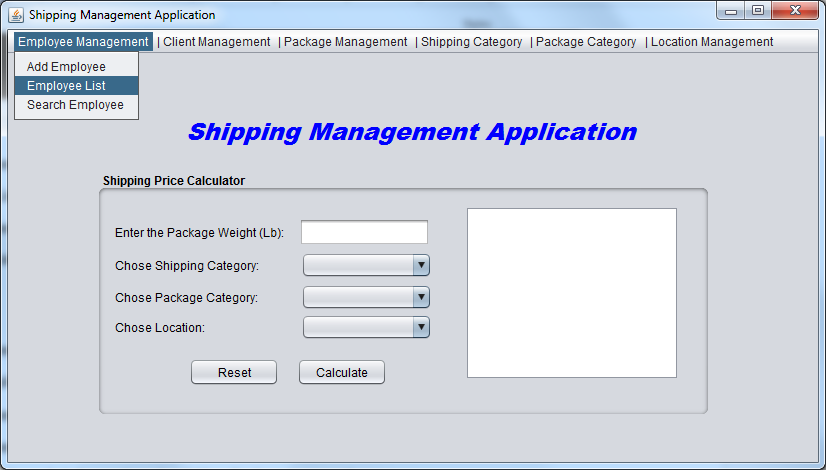 Shipping Management Application
Employee Management | Client Management | Package Management | Shipping Category | Package Category | Location Management
Add Employee
Employee List
Search Employee
Shipping Management Application
Shipping Price Calculator
Enter the Package Weight (Lb):
Chose Shipping Category:
Chose Package Category:
Chose Location:
Reset Calculate